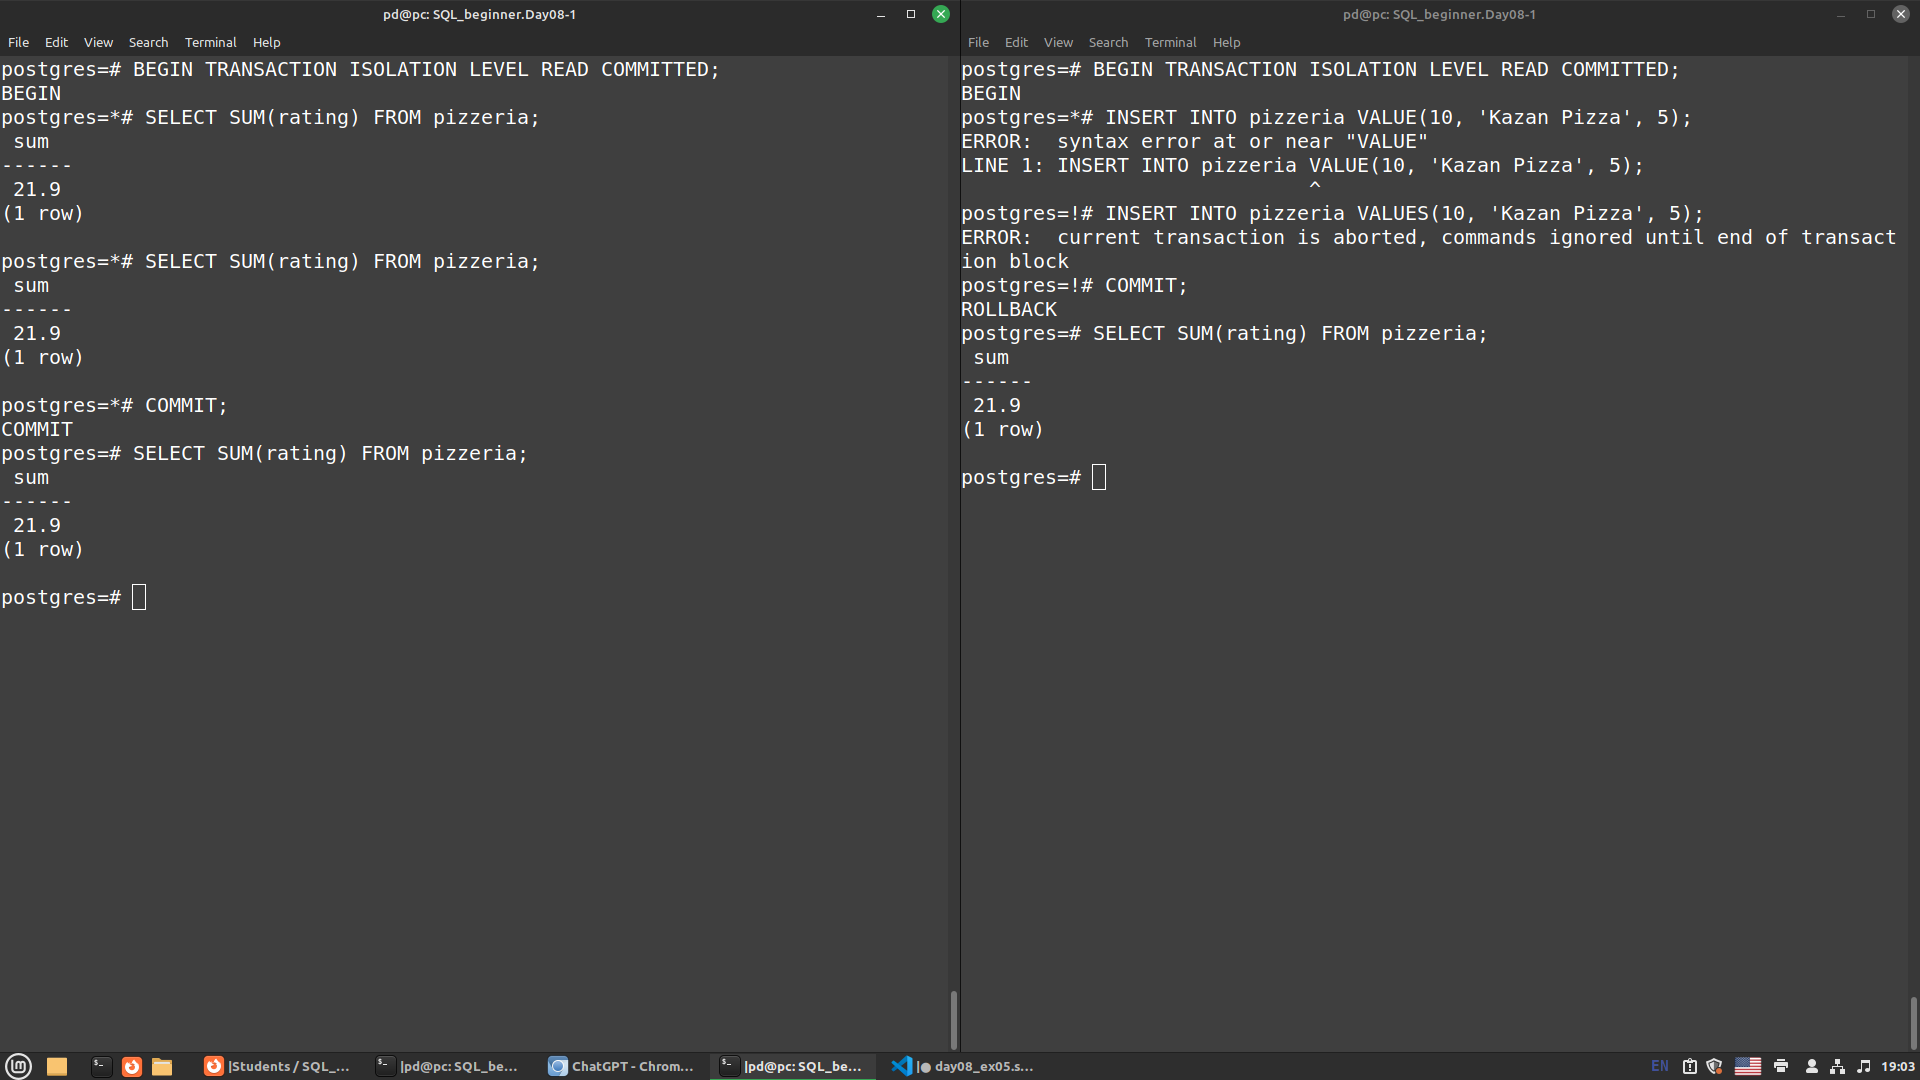 pd@pc: SQL_beginner.Day08-1
File Edit View Search Terminal Help
postgres=# BEGIN TRANSACTION ISOLATION LEVEL READ COMMITTED;
BEGIN
postgres=*# SELECT SUM(rating) FROM pizzeria;
 sum
------
 21.9
(1 row)

postgres=*# SELECT SUM(rating) FROM pizzeria;
 sum
------
 21.9
(1 row)

postgres=*# COMMIT;
COMMIT
postgres=# SELECT SUM(rating) FROM pizzeria;
 sum
------
 21.9
(1 row)

postgres=#
pd@pc: SQL_beginner.Day08-1
File Edit View Search Terminal Help
postgres=# BEGIN TRANSACTION ISOLATION LEVEL READ COMMITTED;
BEGIN
postgres=*# INSERT INTO pizzeria VALUE(10, 'Kazan Pizza', 5);
ERROR:  syntax error at or near "VALUE"
LINE 1: INSERT INTO pizzeria VALUE(10, 'Kazan Pizza', 5);
                             ^
postgres=!# INSERT INTO pizzeria VALUES(10, 'Kazan Pizza', 5);
ERROR:  current transaction is aborted, commands ignored until end of transact
ion block
postgres=!# COMMIT;
ROLLBACK
postgres=# SELECT SUM(rating) FROM pizzeria;
 sum
------
 21.9
(1 row)

postgres=#
|Students / SQL_... |pd@pc: SQL_be... ChatGPT - Chrom... |pd@pc: SQL_be... |● day08_ex05.s... EN 19:03